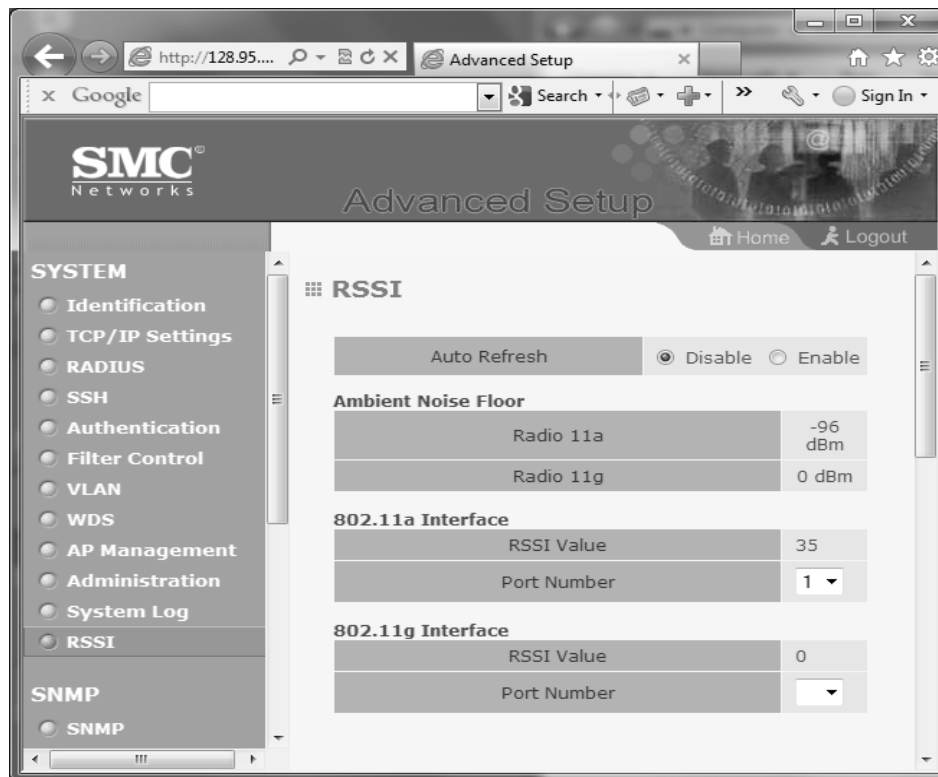 http://128.95....
Advanced Setup
x Google
Search
»
Sign In
SMC®
Networks
Advanced Setup
Home
Logout
SYSTEM
Identification
TCP/IP Settings
RADIUS
SSH
Authentication
Filter Control
VLAN
WDS
AP Management
Administration
System Log
RSSI
SNMP
SNMP
RSSI
Auto Refresh Disable Enable
Ambient Noise Floor
Radio 11a -96 dBm
Radio 11g 0 dBm
802.11a Interface
RSSI Value 35
Port Number 1
802.11g Interface
RSSI Value 0
Port Number